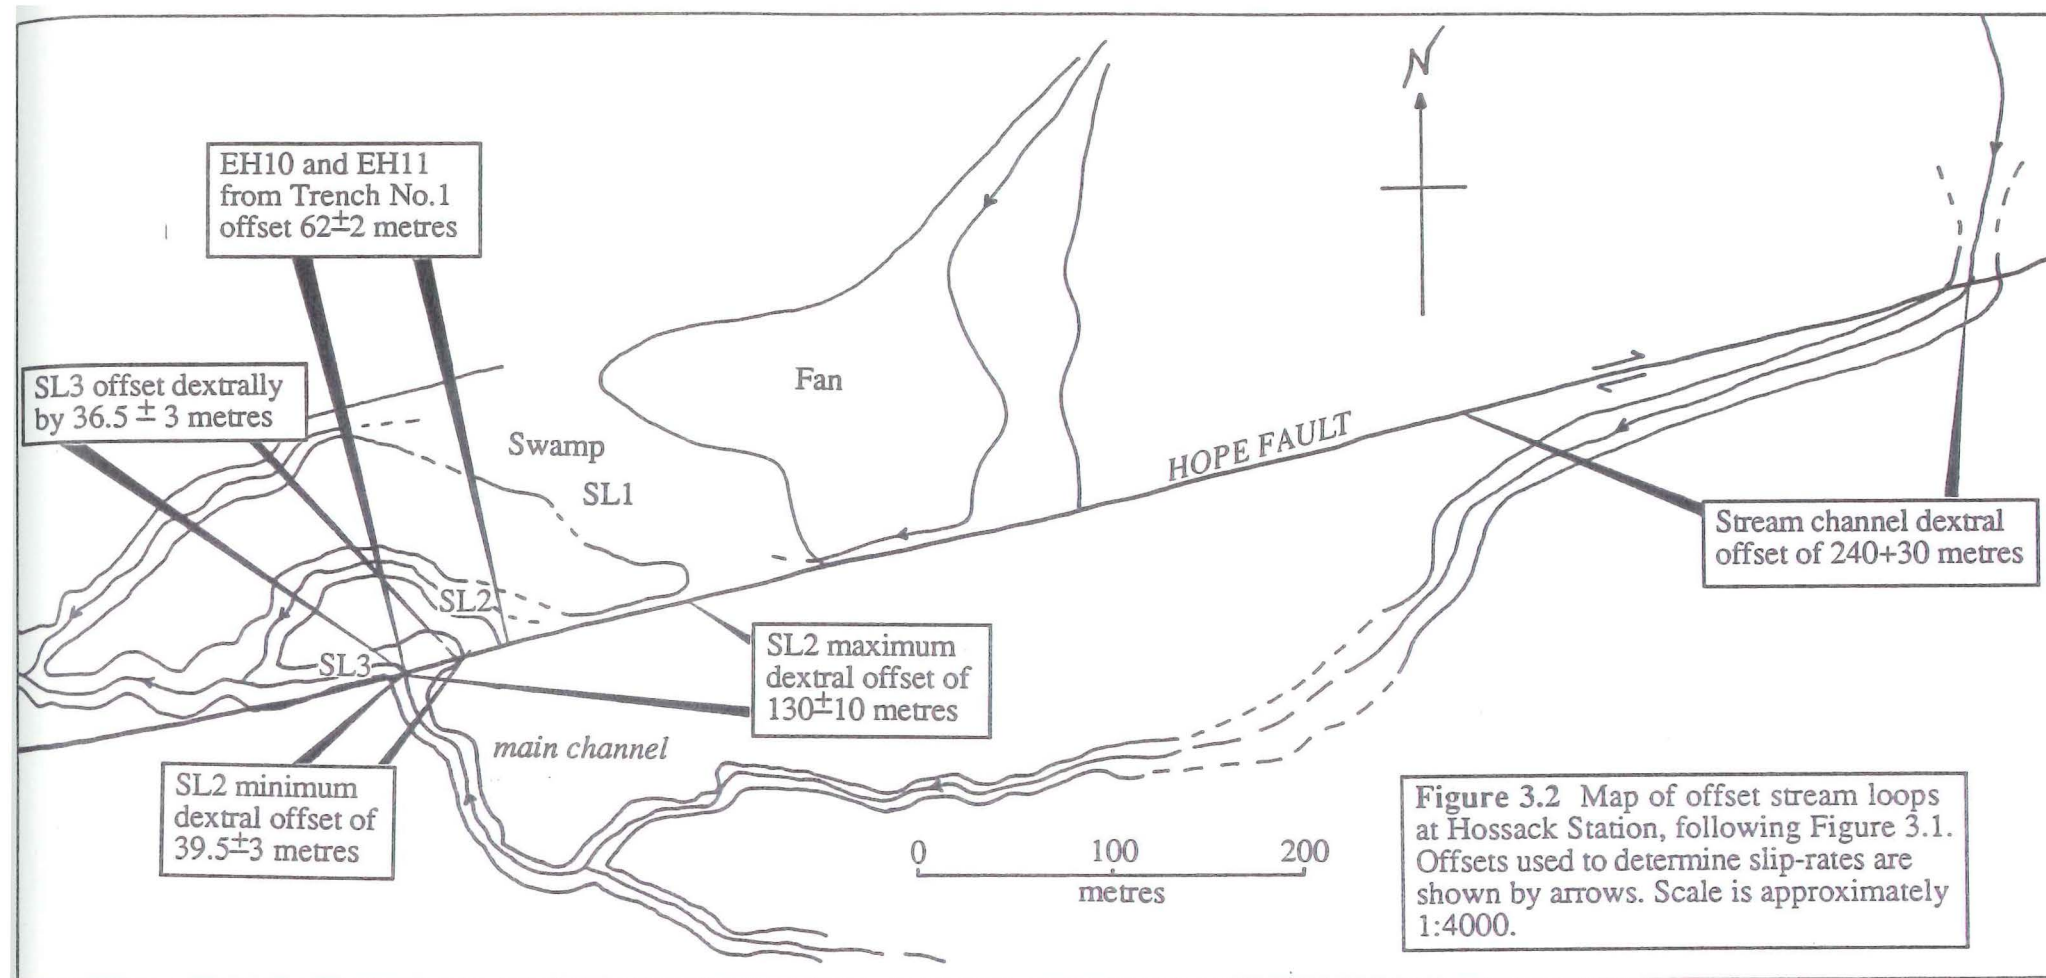 N
EH10 and EH11
from Trench No.1
offset 62±2 metres
SL3 offset dextrally
by 36.5 ± 3 metres
Swamp
SL1
Fan
HOPE FAULT
Stream channel dextral
offset of 240+30 metres
SL2
SL3
SL2 maximum
dextral offset of
130±10 metres
main channel
SL2 minimum
dextral offset of
39.5±3 metres
0 100 200
metres
Figure 3.2 Map of offset stream loops
at Hossack Station, following Figure 3.1.
Offsets used to determine slip-rates are
shown by arrows. Scale is approximately
1:4000.